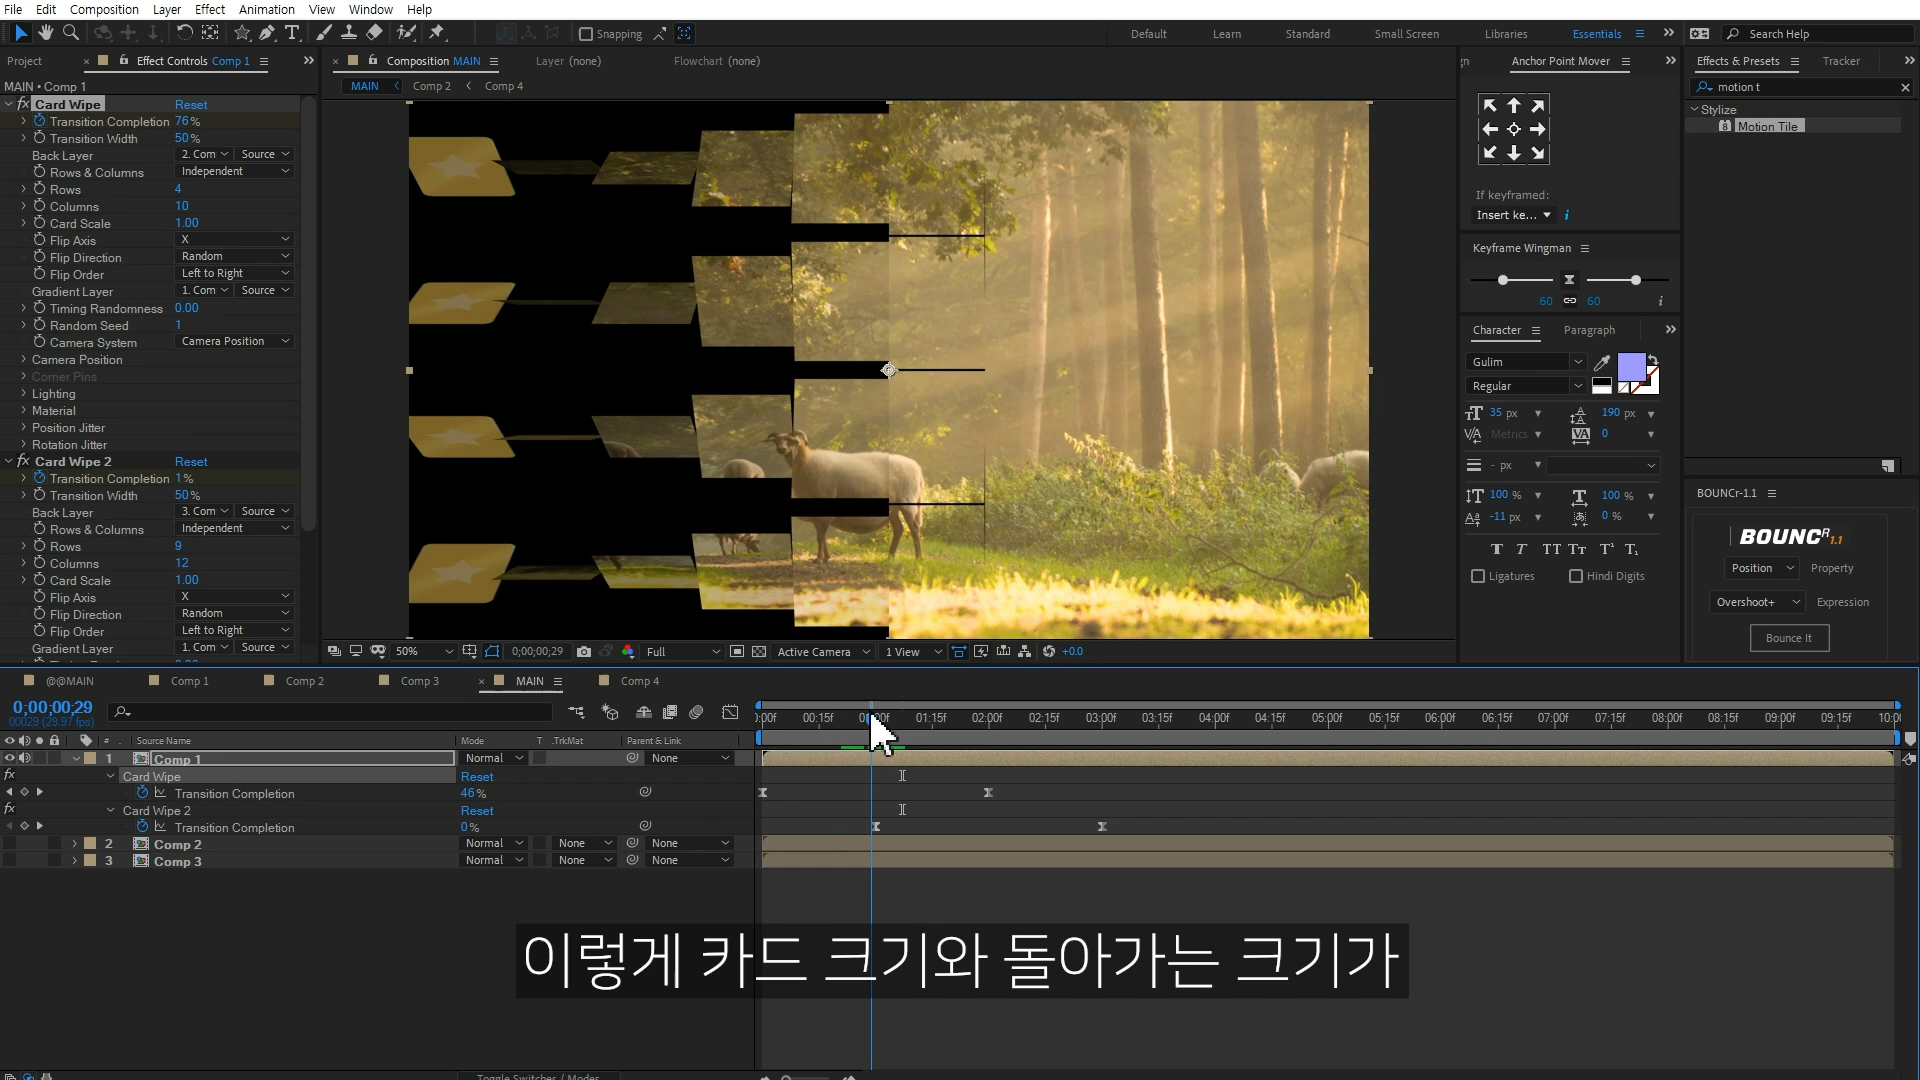 File Edit Composition Layer Effect Animation View Window Help
Snapping
Default Learn Standard Small Screen Libraries Essentials Search Help
Project Effect Controls Comp 1
Composition MAIN Layer (none) Flowchart (none)
Anchor Point Mover
Effects & Presets Tracker
MAIN • Comp 1
MAIN Comp 2 Comp 4
motion t
Stylize
Motion Tile
Card Wipe Reset
Transition Completion 76%
Transition Width 50%
Back Layer 2. Com Source
Rows & Columns Independent
Rows 4
Columns 10
Card Scale 1.00
Flip Axis X
Flip Direction Random
Flip Order Left to Right
Gradient Layer 1. Com Source
Timing Randomness 0.00
Random Seed 1
Camera System Camera Position
Camera Position
Corner Pins
Lighting
Material
Position Jitter
Rotation Jitter
Card Wipe 2 Reset
Transition Completion 1%
Transition Width 50%
Back Layer 3. Com Source
Rows & Columns Independent
Rows 9
Columns 12
Card Scale 1.00
Flip Axis X
Flip Direction Random
Flip Order Left to Right
Gradient Layer 1. Com Source
If keyframed:
Insert ke...
Keyframe Wingman
60 60
Character Paragraph
Gulim
Regular
35 px 190 px
Metrics 0
- px
100 % 100 %
-11 px 0 %
T T TT Tr T¹ T₁
Ligatures Hindi Digits
BOUNCr-1.1
BOUNCR 1.1
Position Property
Overshoot+ Expression
Bounce It
50% 0;00;00;29 Full Active Camera 1 View +0.0
@@MAIN Comp 1 Comp 2 Comp 3 MAIN Comp 4
0;00;00;29
00029 (29.97 fps)
0:00f 00:15f 01:00f 01:15f 02:00f 02:15f 03:00f 03:15f 04:00f 04:15f 05:00f 05:15f 06:00f 06:15f 07:00f 07:15f 08:00f 08:15f 09:00f 09:15f 10:0
# Source Name Mode T .TrkMat Parent & Link
1 Comp 1 Normal None
Card Wipe Reset
Transition Completion 46%
Card Wipe 2 Reset
Transition Completion 0%
2 Comp 2 Normal None None
3 Comp 3 Normal None None
이렇게 카드 크기와 돌아가는 크기가
Toggle Switches / Modes